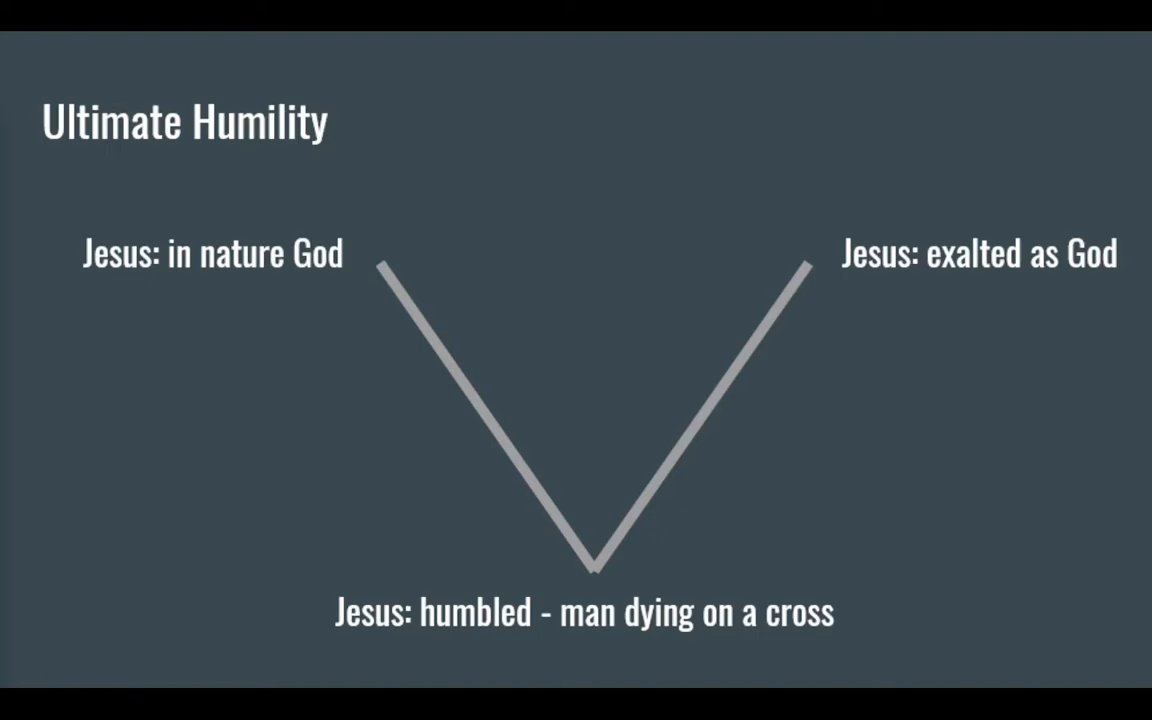 Ultimate Humility
Jesus: in nature God
Jesus: exalted as God
Jesus: humbled - man dying on a cross